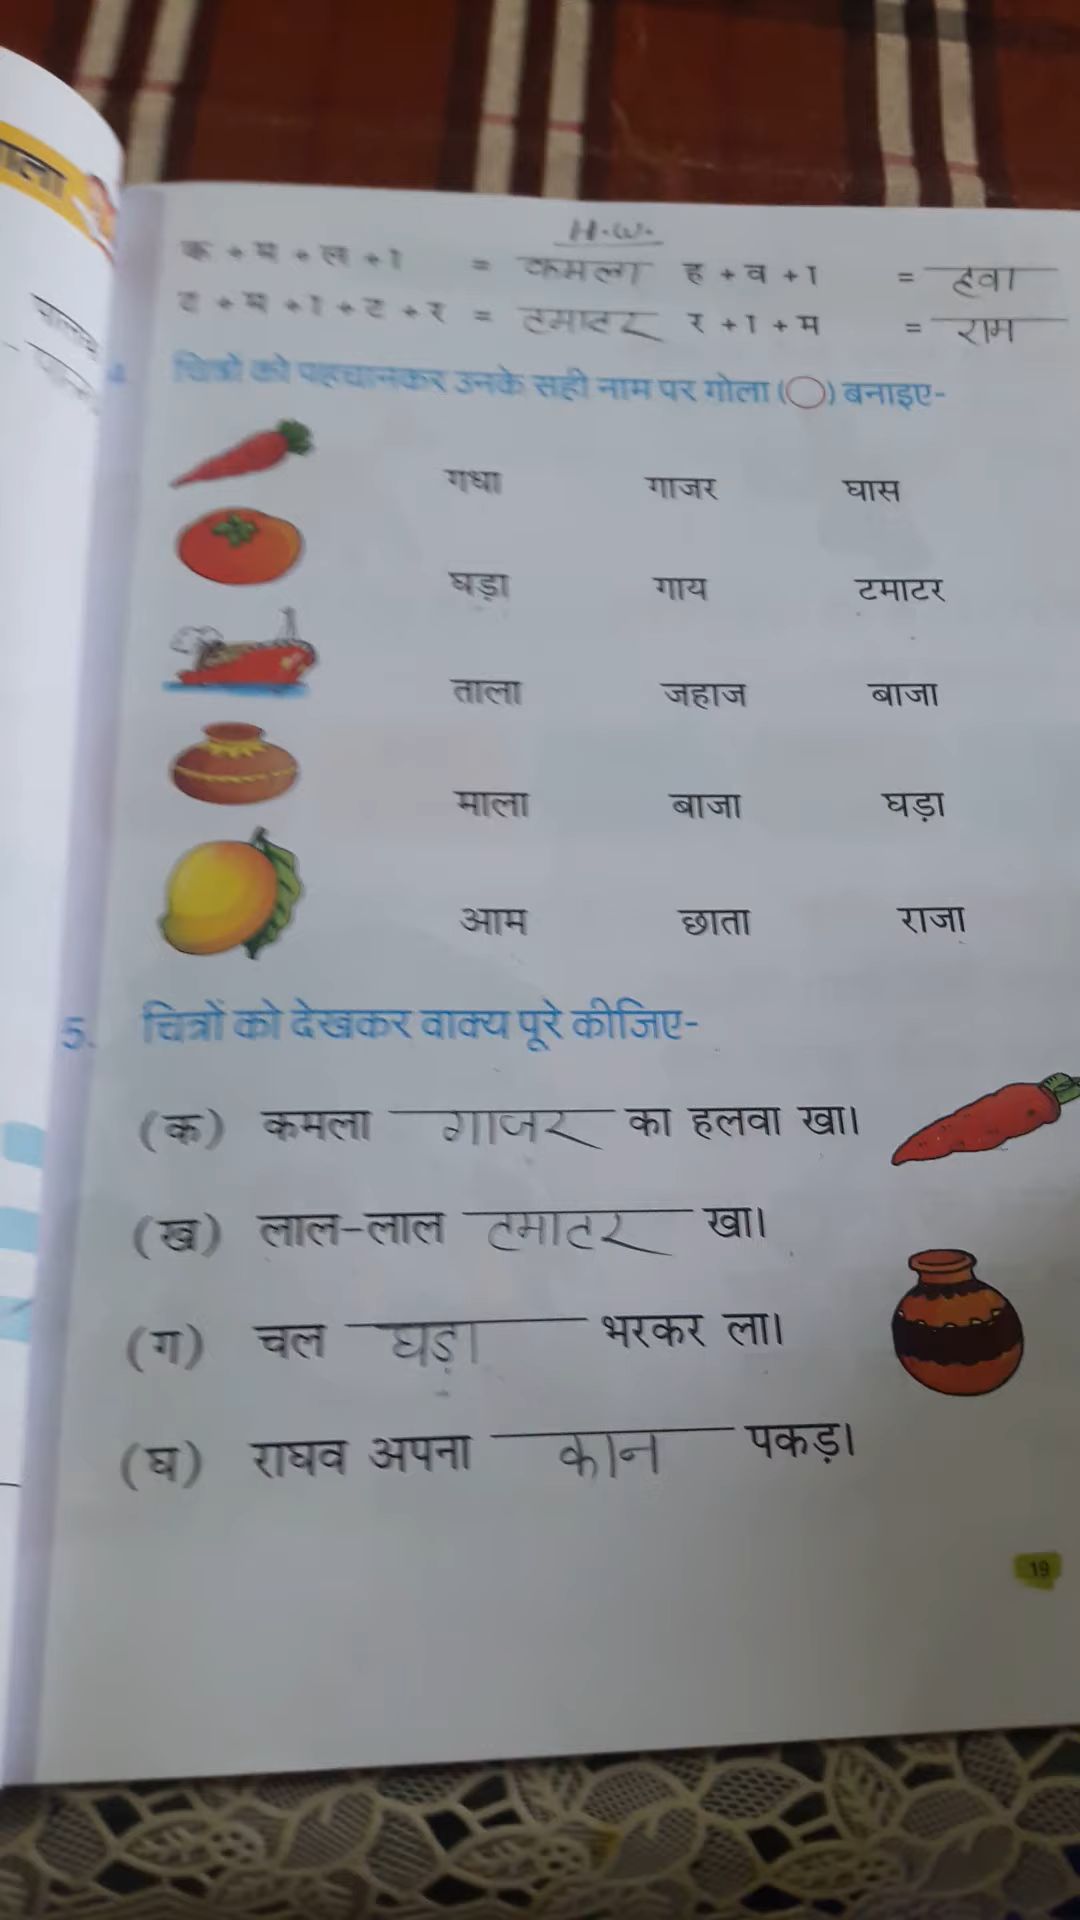 ाला
H.W.
क + म + ल + ा = कमला ह + व + ा = हवा
ट + म + ा + ट + र = टमाटर र + ा + म = राम
4. चित्रों को पहचानकर उनके सही नाम पर गोला (○) बनाइए-
गधा गाजर घास
घड़ा गाय टमाटर
ताला जहाज बाजा
माला बाजा घड़ा
आम छाता राजा
5. चित्रों को देखकर वाक्य पूरे कीजिए-
(क) कमला गाजर का हलवा खा।
(ख) लाल-लाल टमाटर खा।
(ग) चल घड़ा भरकर ला।
(घ) राघव अपना कान पकड़।
19